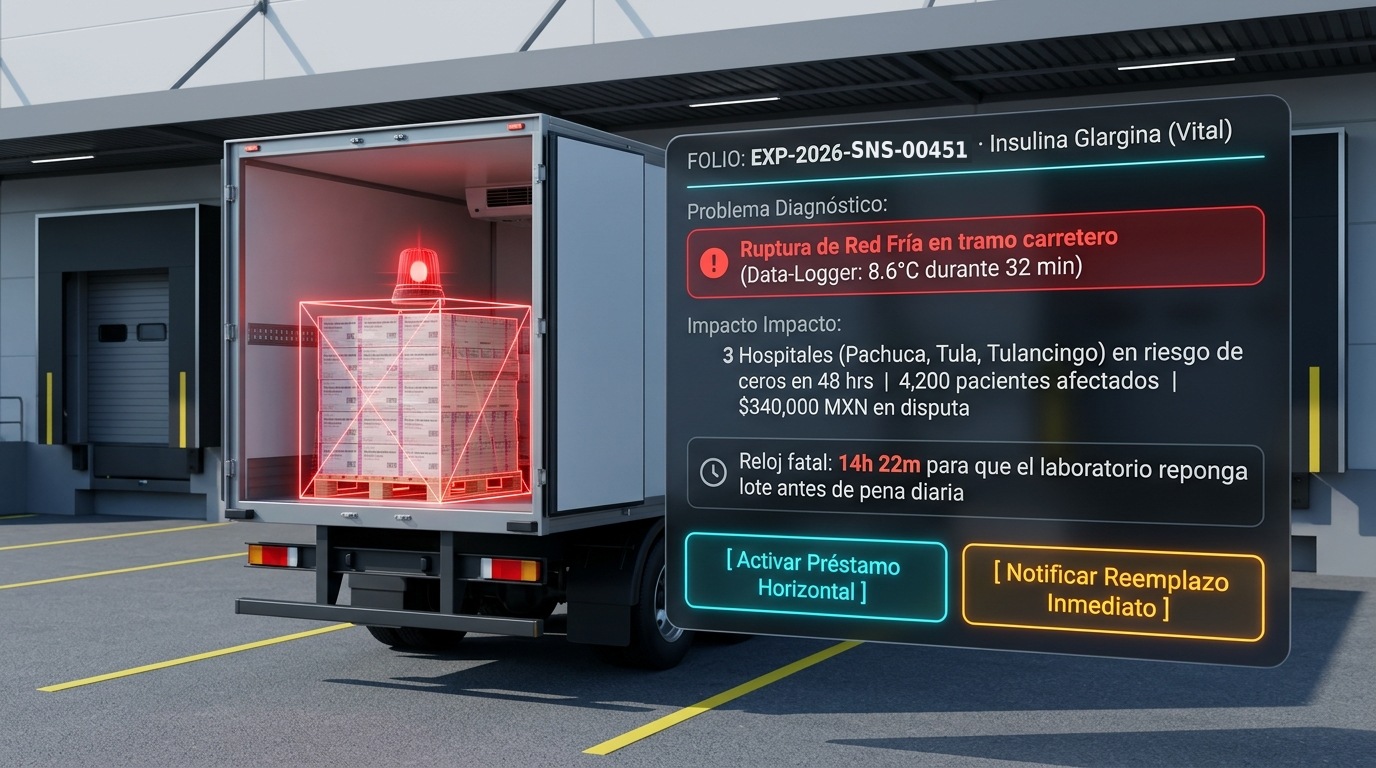 FOLIO: EXP-2026-SNS-00451 · Insulina Glargina (Vital)
Problema Diagnóstico:
Ruptura de Red Fría en tramo carretero
(Data-Logger: 8.6°C durante 32 min)
Impacto Impacto:
3 Hospitales (Pachuca, Tula, Tulancingo) en riesgo de
ceros en 48 hrs | 4,200 pacientes afectados |
$340,000 MXN en disputa
Reloj fatal: 14h 22m para que el laboratorio reponga
lote antes de pena diaria
[ Activar Préstamo
Horizontal ]
[ Notificar Reemplazo
Inmediato ]